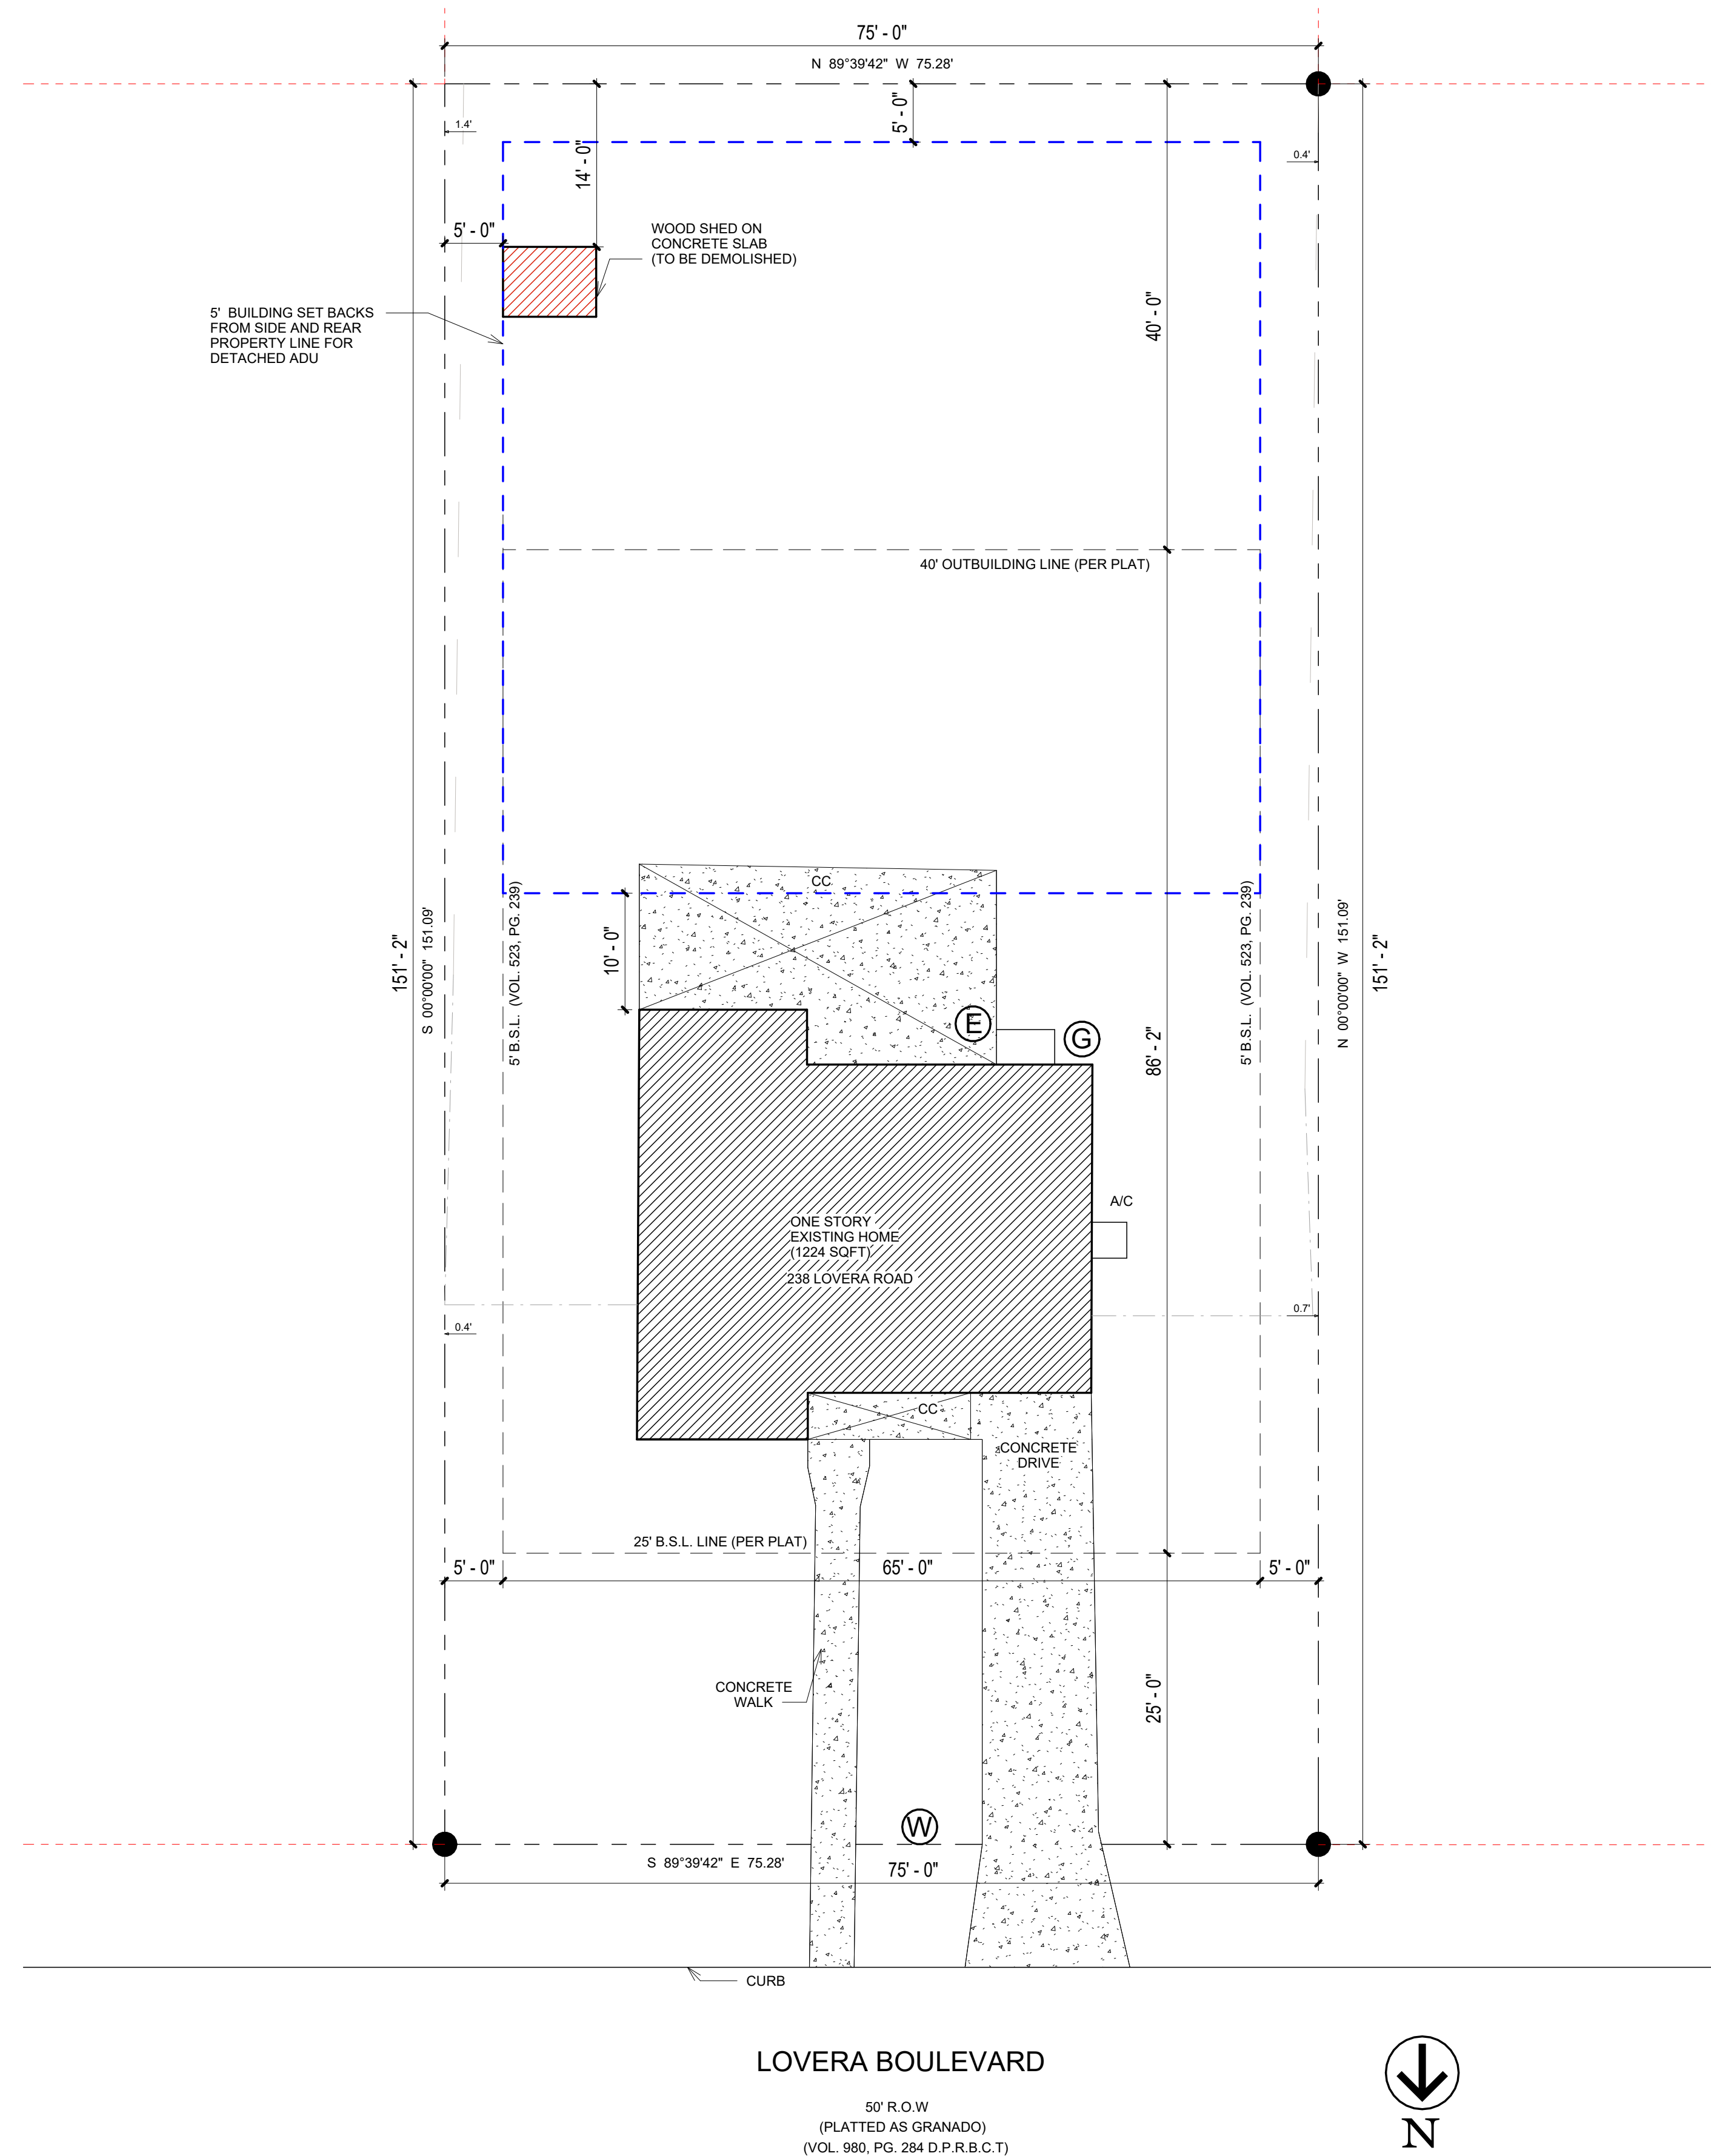 75' - 0"
N 89°39'42" W 75.28'
5' - 0"
1.4'
0.4'
14' - 0"
5' - 0"
WOOD SHED ON
CONCRETE SLAB
(TO BE DEMOLISHED)
5' BUILDING SET BACKS
FROM SIDE AND REAR
PROPERTY LINE FOR
DETACHED ADU
40' - 0"
40' OUTBUILDING LINE (PER PLAT)
CC
151' - 2"
S 00°00'00" 151.09'
5' B.S.L. (VOL. 523, PG. 239)
10' - 0"
E
G
86' - 2"
5' B.S.L. (VOL. 523, PG. 239)
N 00°00'00" W 151.09'
151' - 2"
A/C
ONE STORY
EXISTING HOME
(1224 SQFT)
238 LOVERA ROAD
0.7'
0.4'
CC
CONCRETE
DRIVE
25' B.S.L. LINE (PER PLAT)
5' - 0"
65' - 0"
5' - 0"
CONCRETE
WALK
25' - 0"
W
S 89°39'42" E 75.28'
75' - 0"
CURB
LOVERA BOULEVARD
50' R.O.W
(PLATTED AS GRANADO)
(VOL. 980, PG. 284 D.P.R.B.C.T)
N